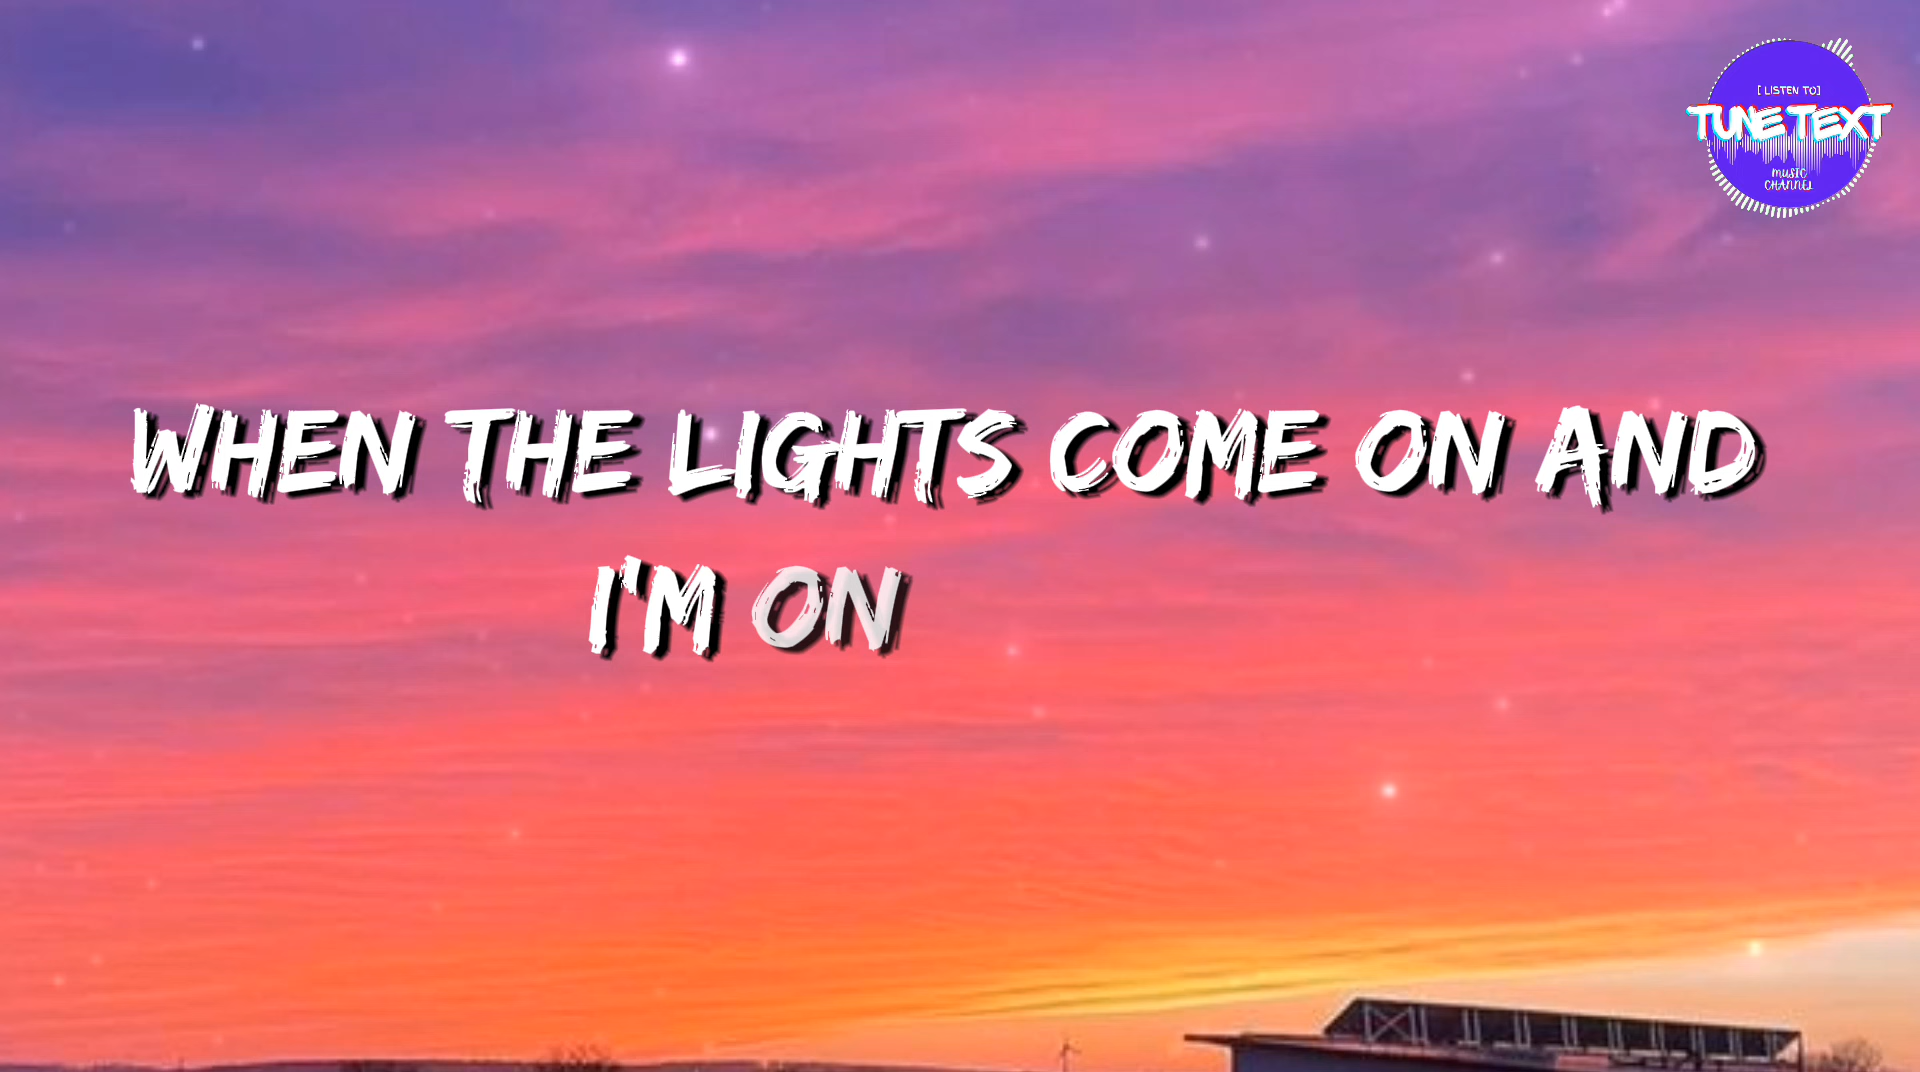 [ LISTEN TO]
TUNE TEXT
MUSIC
CHANNEL
WHEN THE LIGHTS COME ON AND
I'M ON